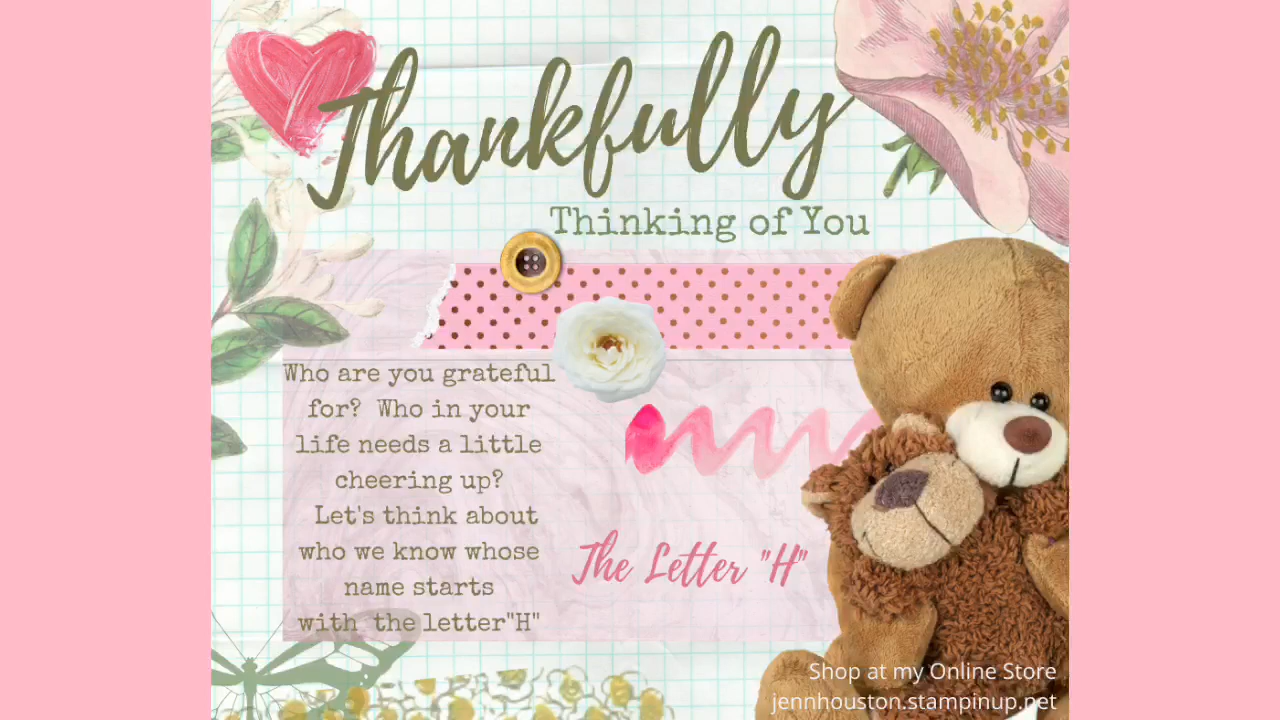 Thankfully
Thinking of You
Who are you grateful
for? Who in your
life needs a little
cheering up?
Let's think about
who we know whose
name starts
with the letter"H"
The Letter "H"
Shop at my Online Store
jennhouston.stampinup.net